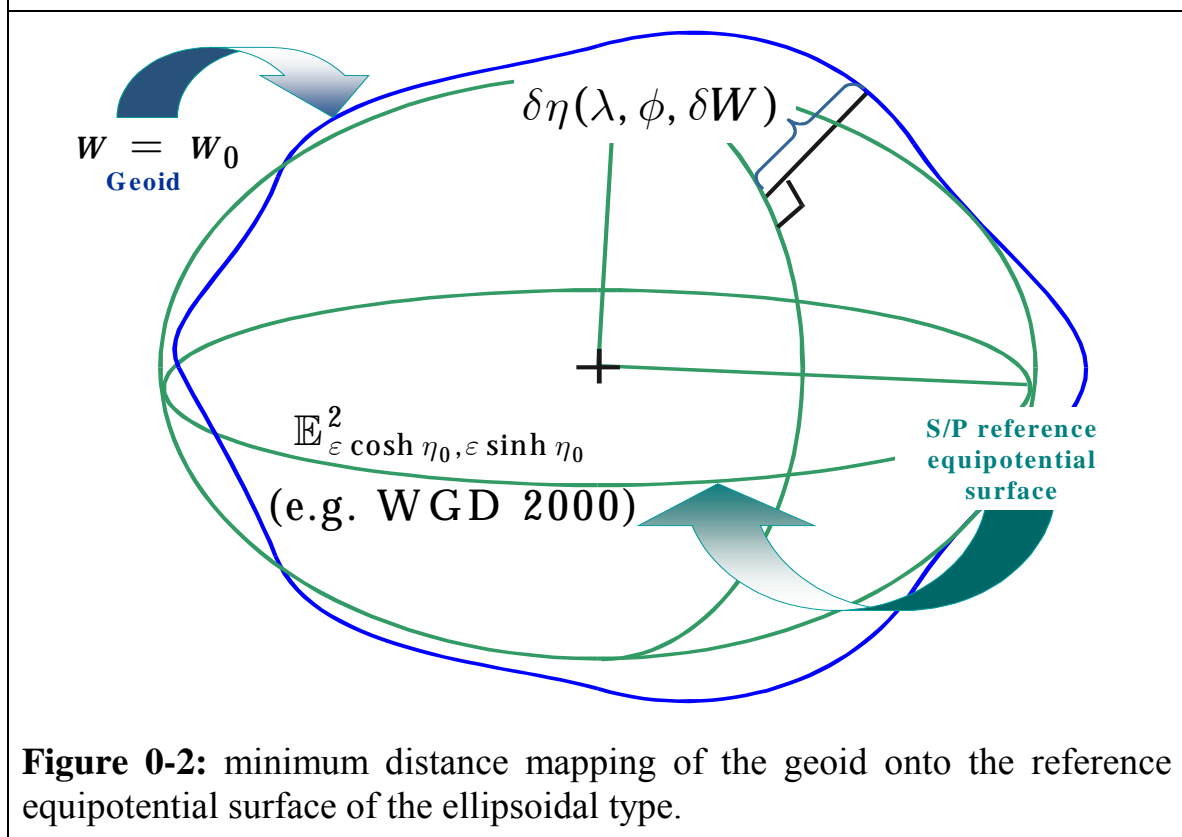 δη(λ, ϕ, δW)
w = w₀
Geoid
𝔼² ε cosh η₀, ε sinh η₀
(e.g. WGD 2000)
S/P reference
equipotential
surface
Figure 0-2: minimum distance mapping of the geoid onto the reference
equipotential surface of the ellipsoidal type.